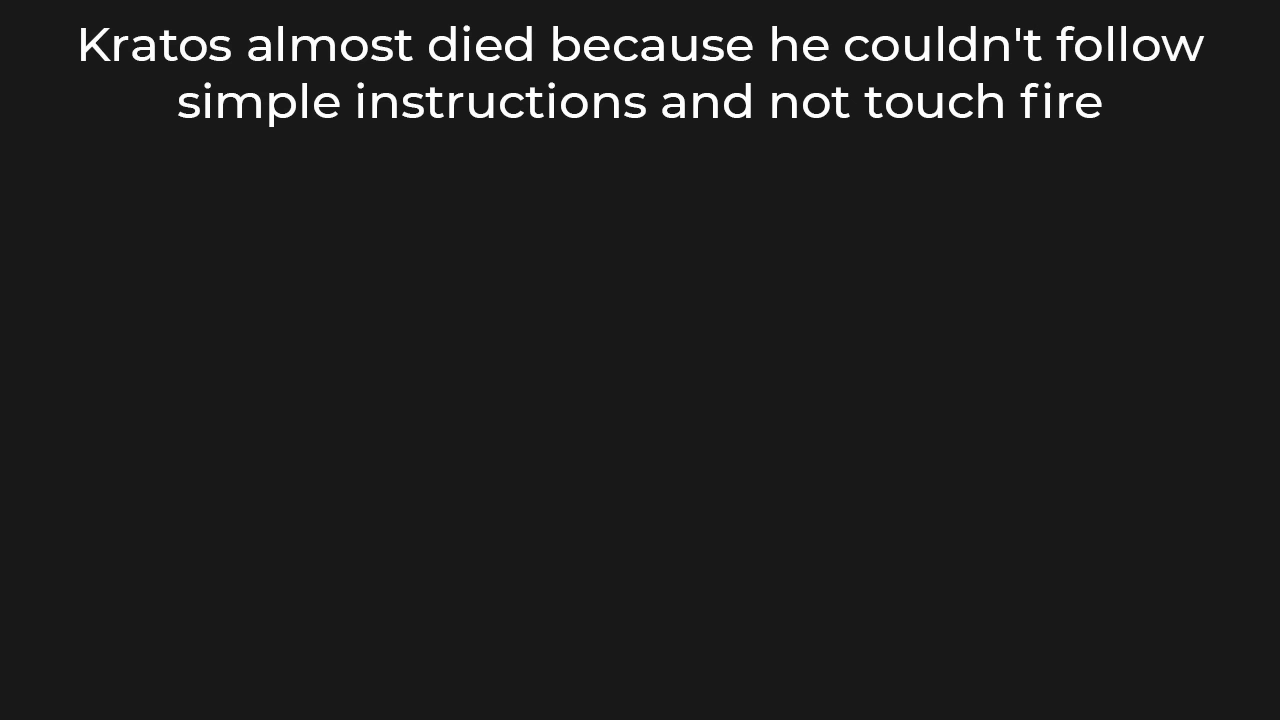 Kratos almost died because he couldn't follow
simple instructions and not touch fire